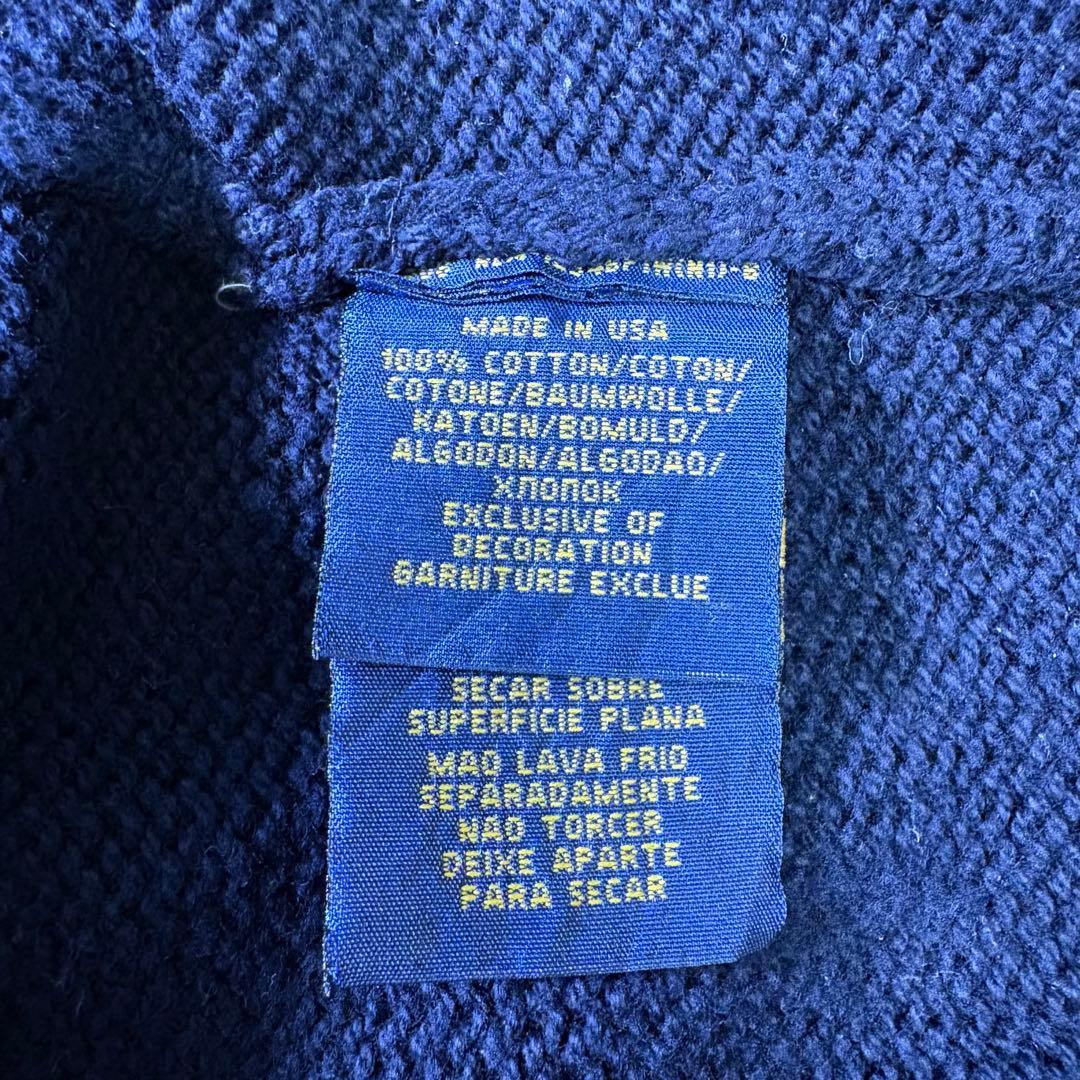 MADE IN USA
100% COTTON/COTON/
COTONE/BAUMWOLLE/
KATOEN/BOMULD/
ALGODON/ALGODAO/
ХЛОПОК
EXCLUSIVE OF
DECORATION
GARNITURE EXCLUE
SECAR SOBRE
SUPERFICIE PLANA
MAO LAVA FRIO
SEPARADAMENTE
NAO TORCER
DEIXE APARTE
PARA SECAR